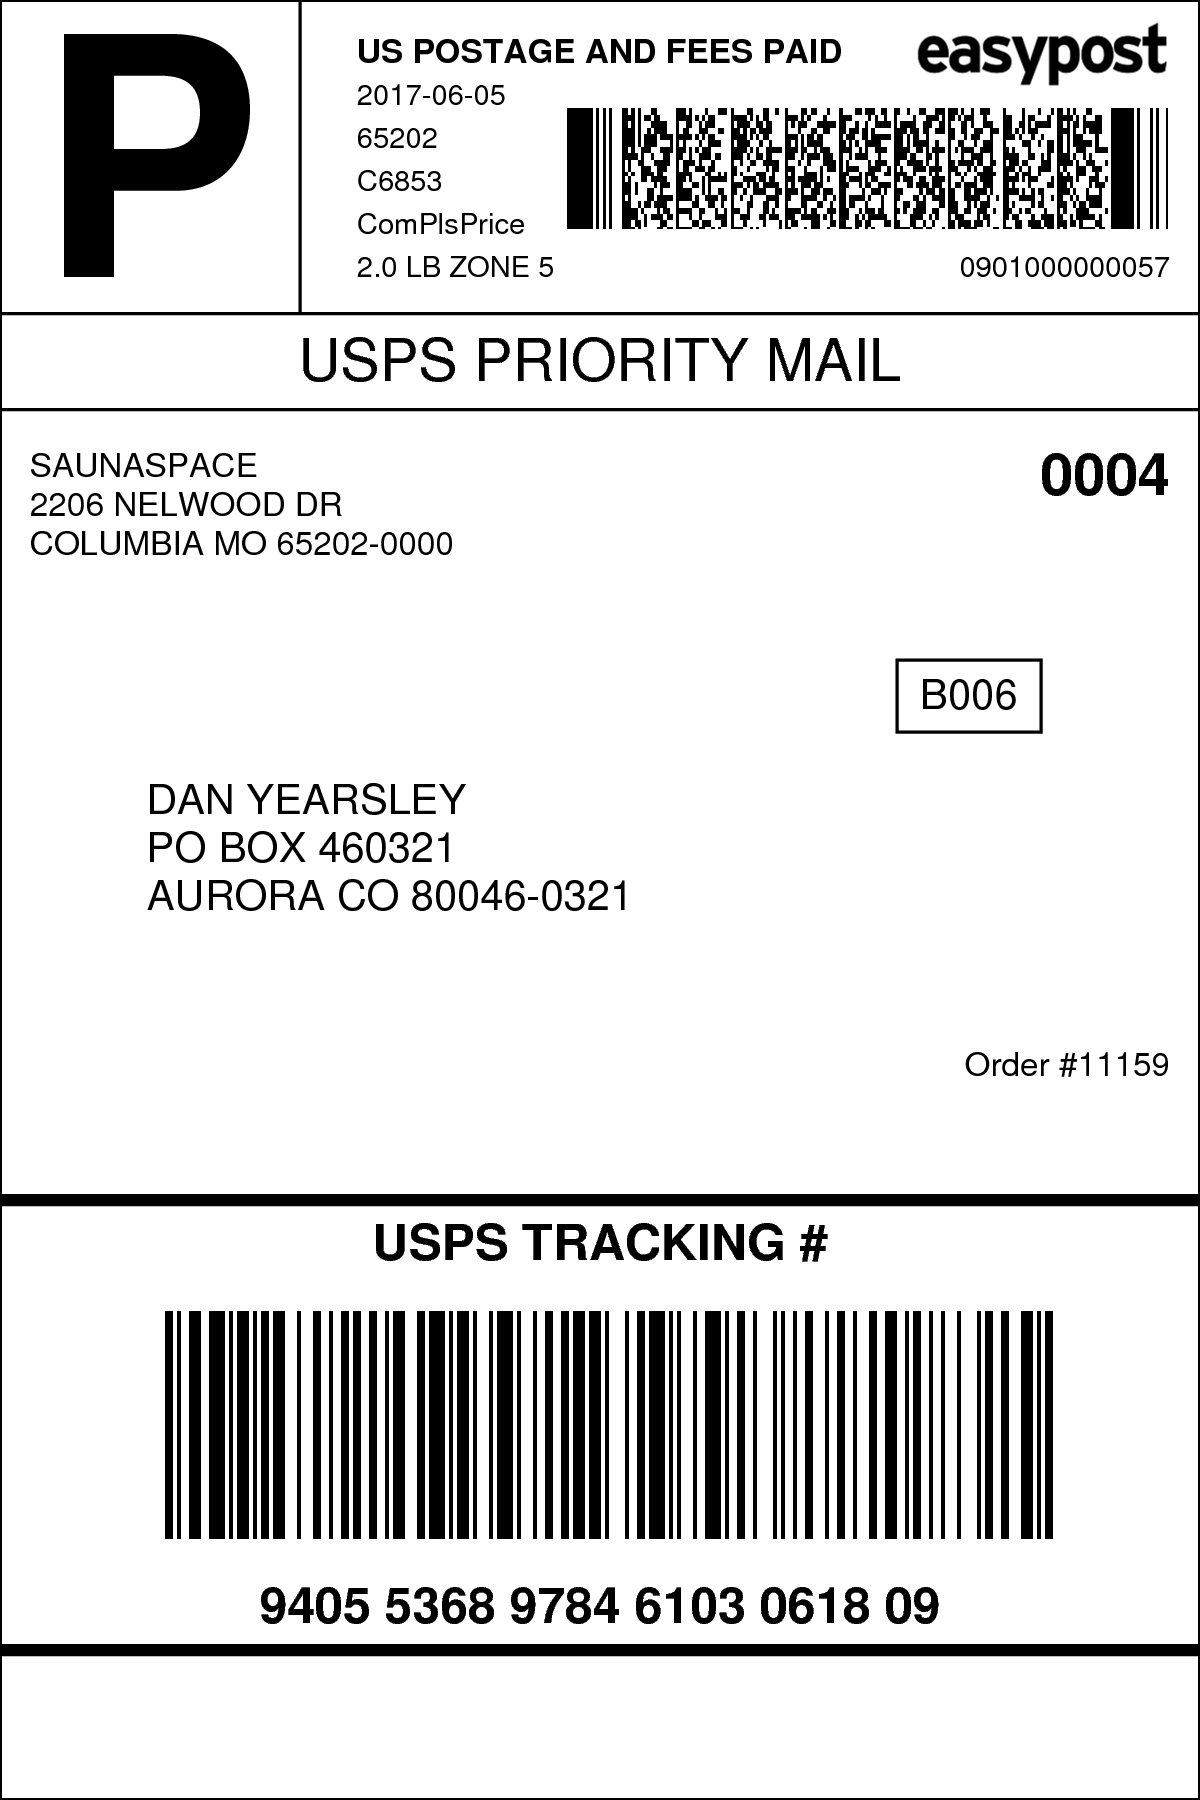 P
US POSTAGE AND FEES PAID
easypost
2017-06-05
65202
C6853
ComPlsPrice
2.0 LB ZONE 5
0901000000057
USPS PRIORITY MAIL
SAUNASPACE
2206 NELWOOD DR
COLUMBIA MO 65202-0000
0004
B006
DAN YEARSLEY
PO BOX 460321
AURORA CO 80046-0321
Order #11159
USPS TRACKING #
9405 5368 9784 6103 0618 09